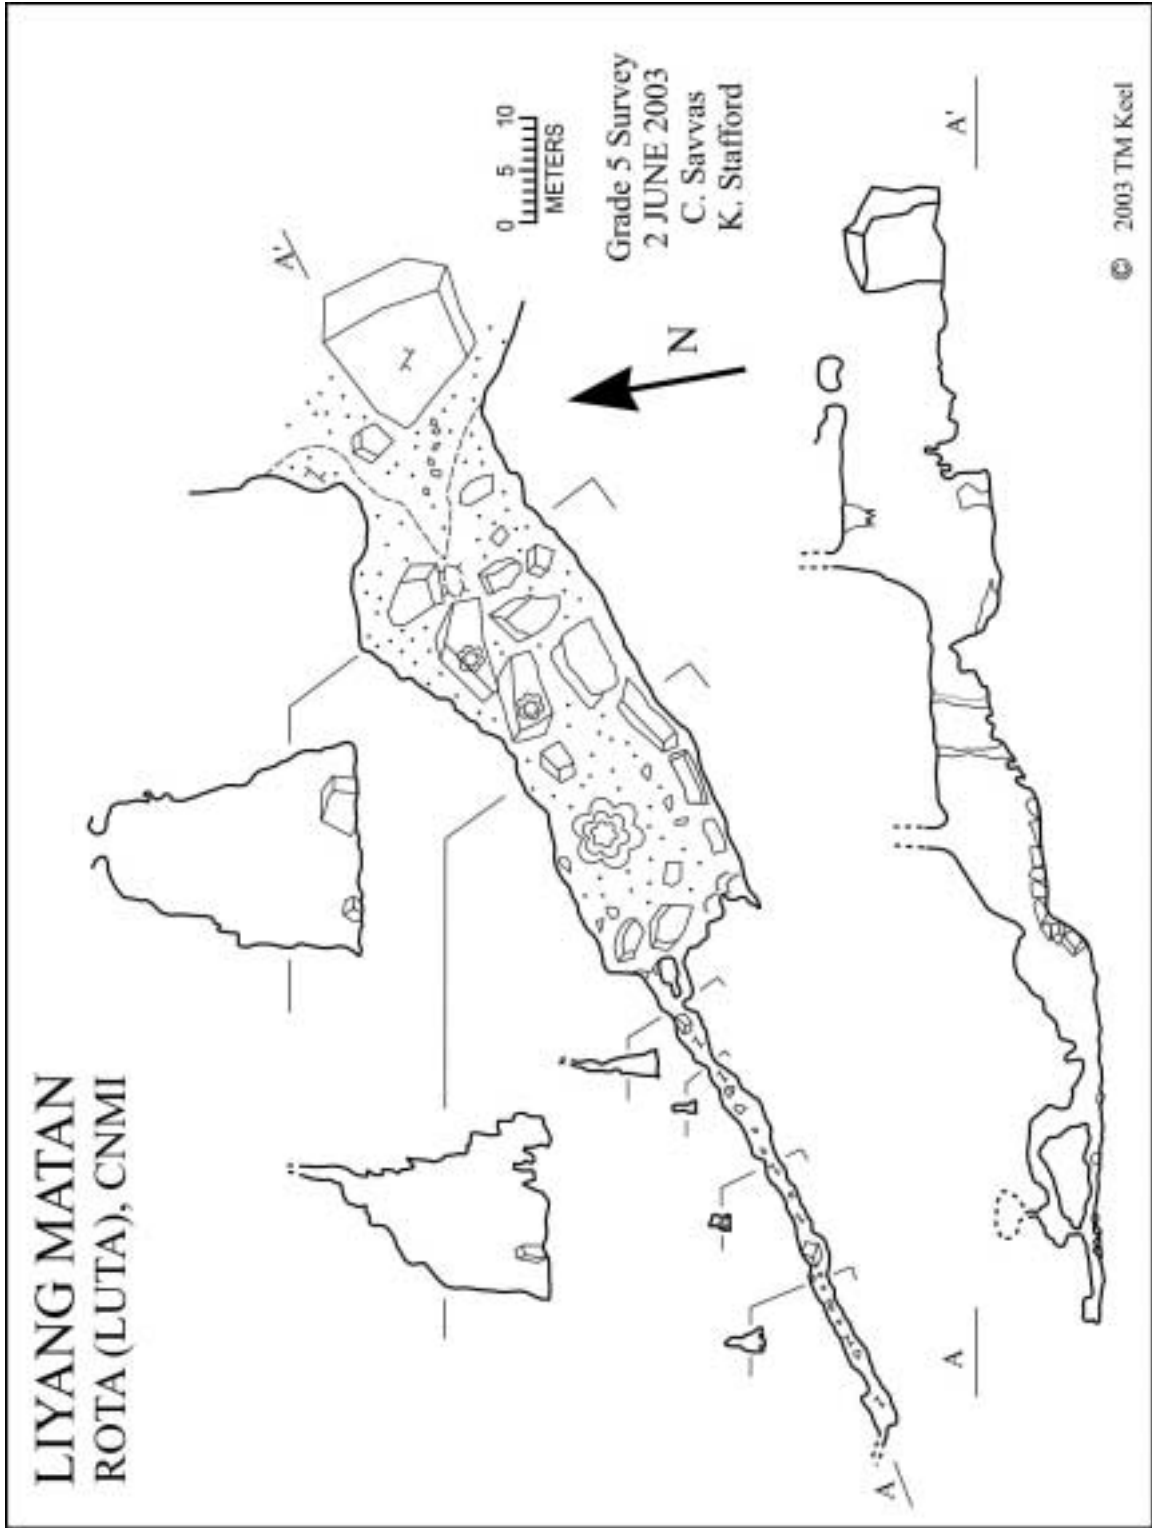 LIYANG MATAN
ROTA (LUTA), CNMI
0 5 10
METERS
Grade 5 Survey
2 JUNE 2003
C. Savvas
K. Stafford
N
A
A'
A
A'
© 2003 TM Keel